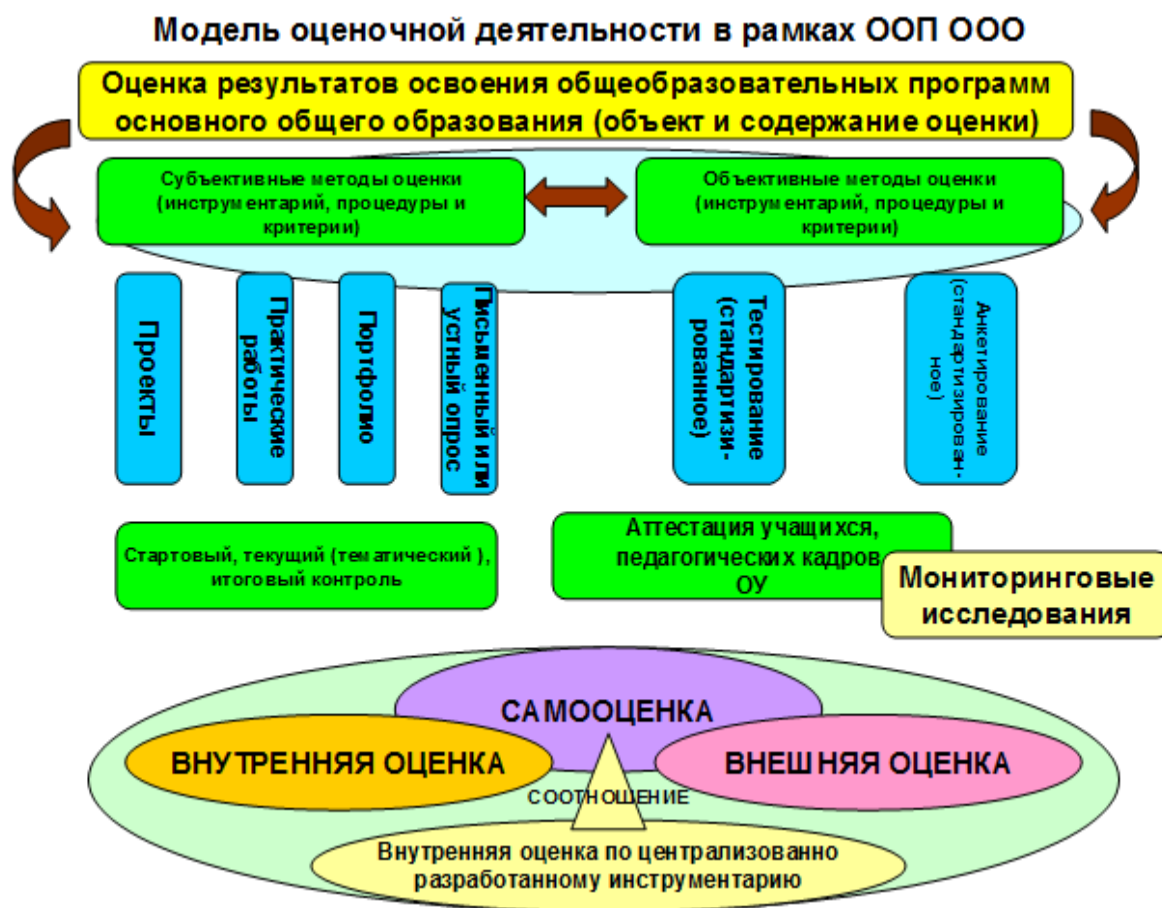 Модель оценочной деятельности в рамках ООП ООО
Оценка результатов освоения общеобразовательных программ
основного общего образования (объект и содержание оценки)
Субъективные методы оценки
(инструментарий, процедуры и
критерии)
Объективные методы оценки
(инструментарий, процедуры и
критерии)
Проекты
Практические
работы
Портфолио
Письменный или
устный опрос
Тестирование
(стандартизи-
рованное)
Анкетирование
(стандартизирован-
ное)
Стартовый, текущий (тематический ),
итоговый контроль
Аттестация учащихся,
педагогических кадров,
ОУ
Мониторинговые
исследования
САМООЦЕНКА
ВНУТРЕННЯЯ ОЦЕНКА
ВНЕШНЯЯ ОЦЕНКА
СООТНОШЕНИЕ
Внутренняя оценка по централизованно
разработанному инструментарию